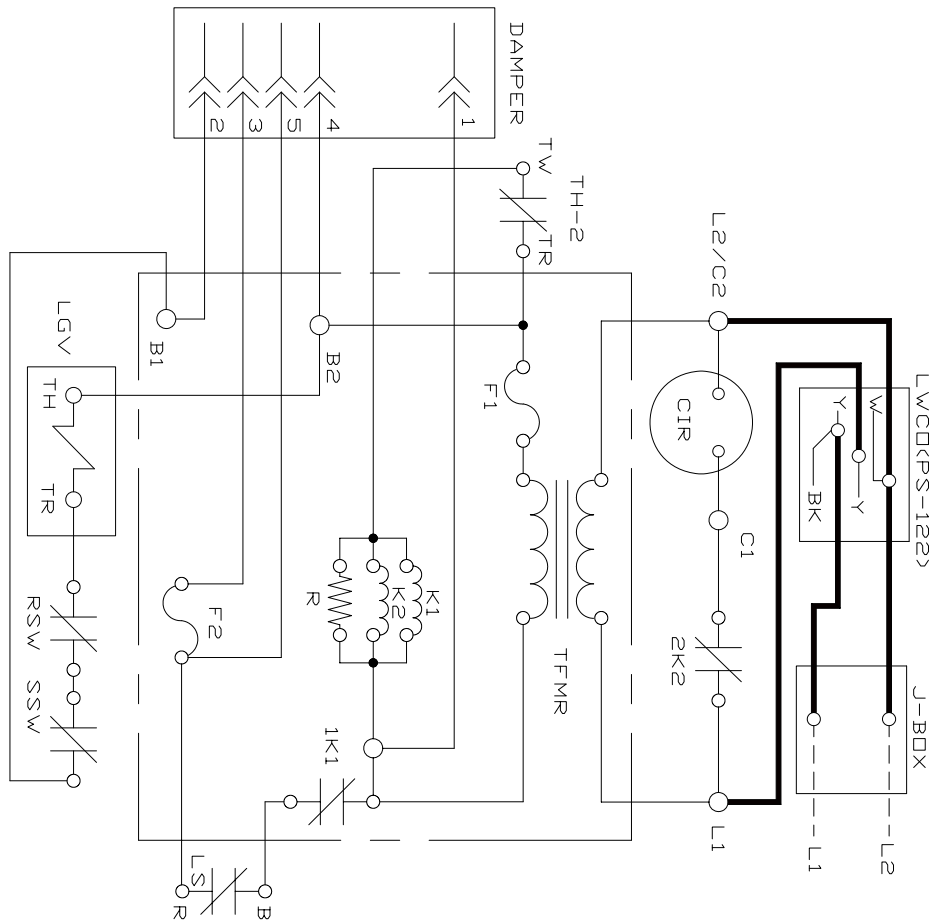 LWCO(PS-122)
J-BOX
W
L2
Y
Y
BK
L1
C1
L2/C2
L1
CIR
2K2
TH-2
TFMR
TW
TR
DAMPER
F1
1
K1
K2
R
4
B2
1K1
5
3
2
F2
B
LS
R
B1
LGV
TH
TR
RSW
SSW